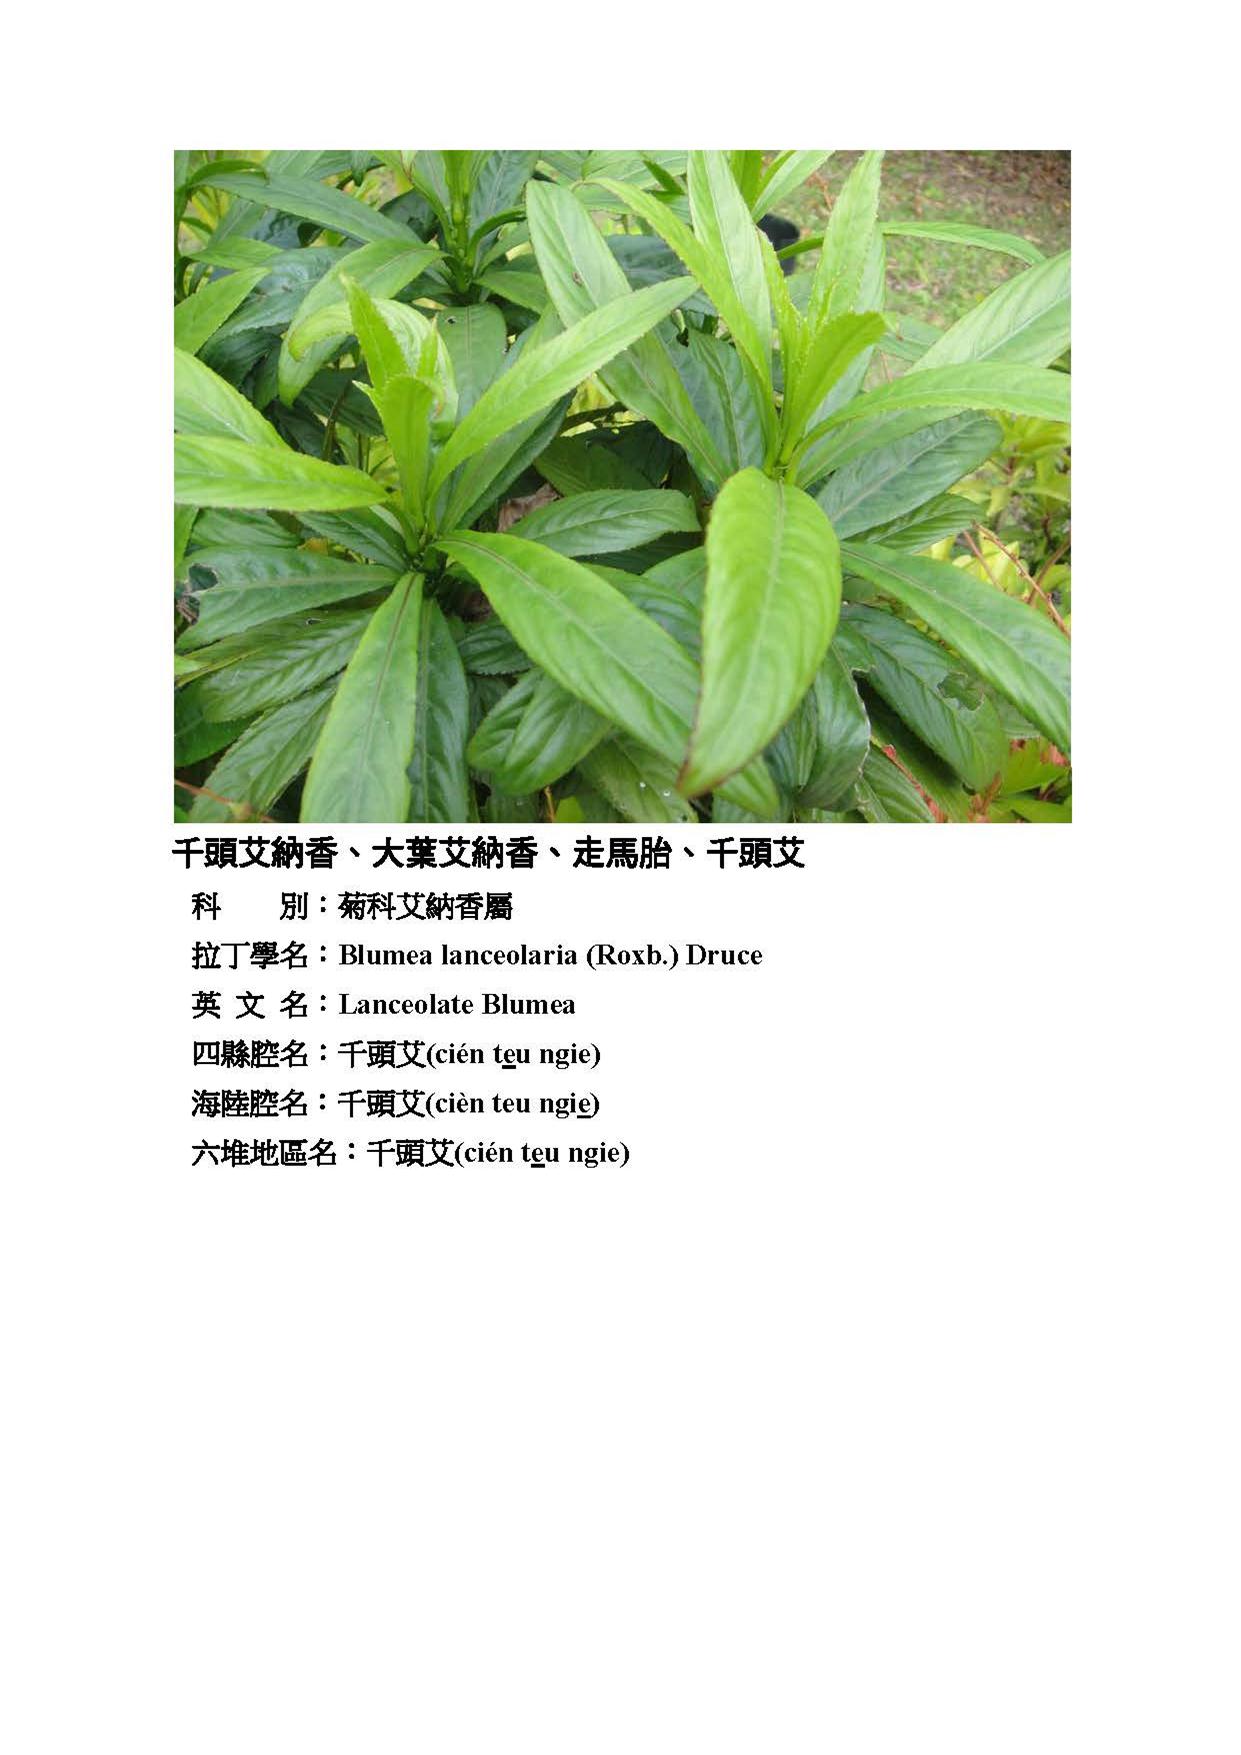 千頭艾納香、大葉艾納香、走馬胎、千頭艾
科　　別：菊科艾納香屬
拉丁學名：Blumea lanceolaria (Roxb.) Druce
英 文 名：Lanceolate Blumea
四縣腔名：千頭艾(cién teu ngie)
海陸腔名：千頭艾(cièn teu ngie)
六堆地區名：千頭艾(cién teu ngie)